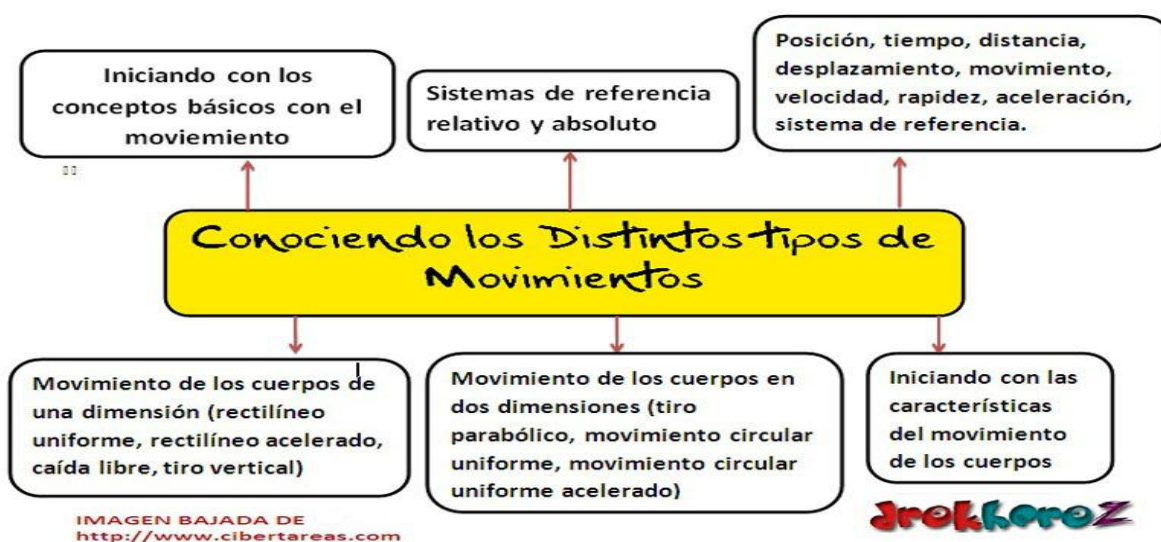 Iniciando con los
conceptos básicos con el
moviemiento
Sistemas de referencia
relativo y absoluto
Posición, tiempo, distancia,
desplazamiento, movimiento,
velocidad, rapidez, aceleración,
sistema de referencia.
Conociendo los Distintos tipos de
Movimientos
Movimiento de los cuerpos de
una dimensión (rectilíneo
uniforme, rectilíneo acelerado,
caída libre, tiro vertical)
Movimiento de los cuerpos en
dos dimensiones (tiro
parabólico, movimiento circular
uniforme, movimiento circular
uniforme acelerado)
Iniciando con las
características
del movimiento
de los cuerpos
IMAGEN BAJADA DE
http://www.cibertareas.com
arokheroz